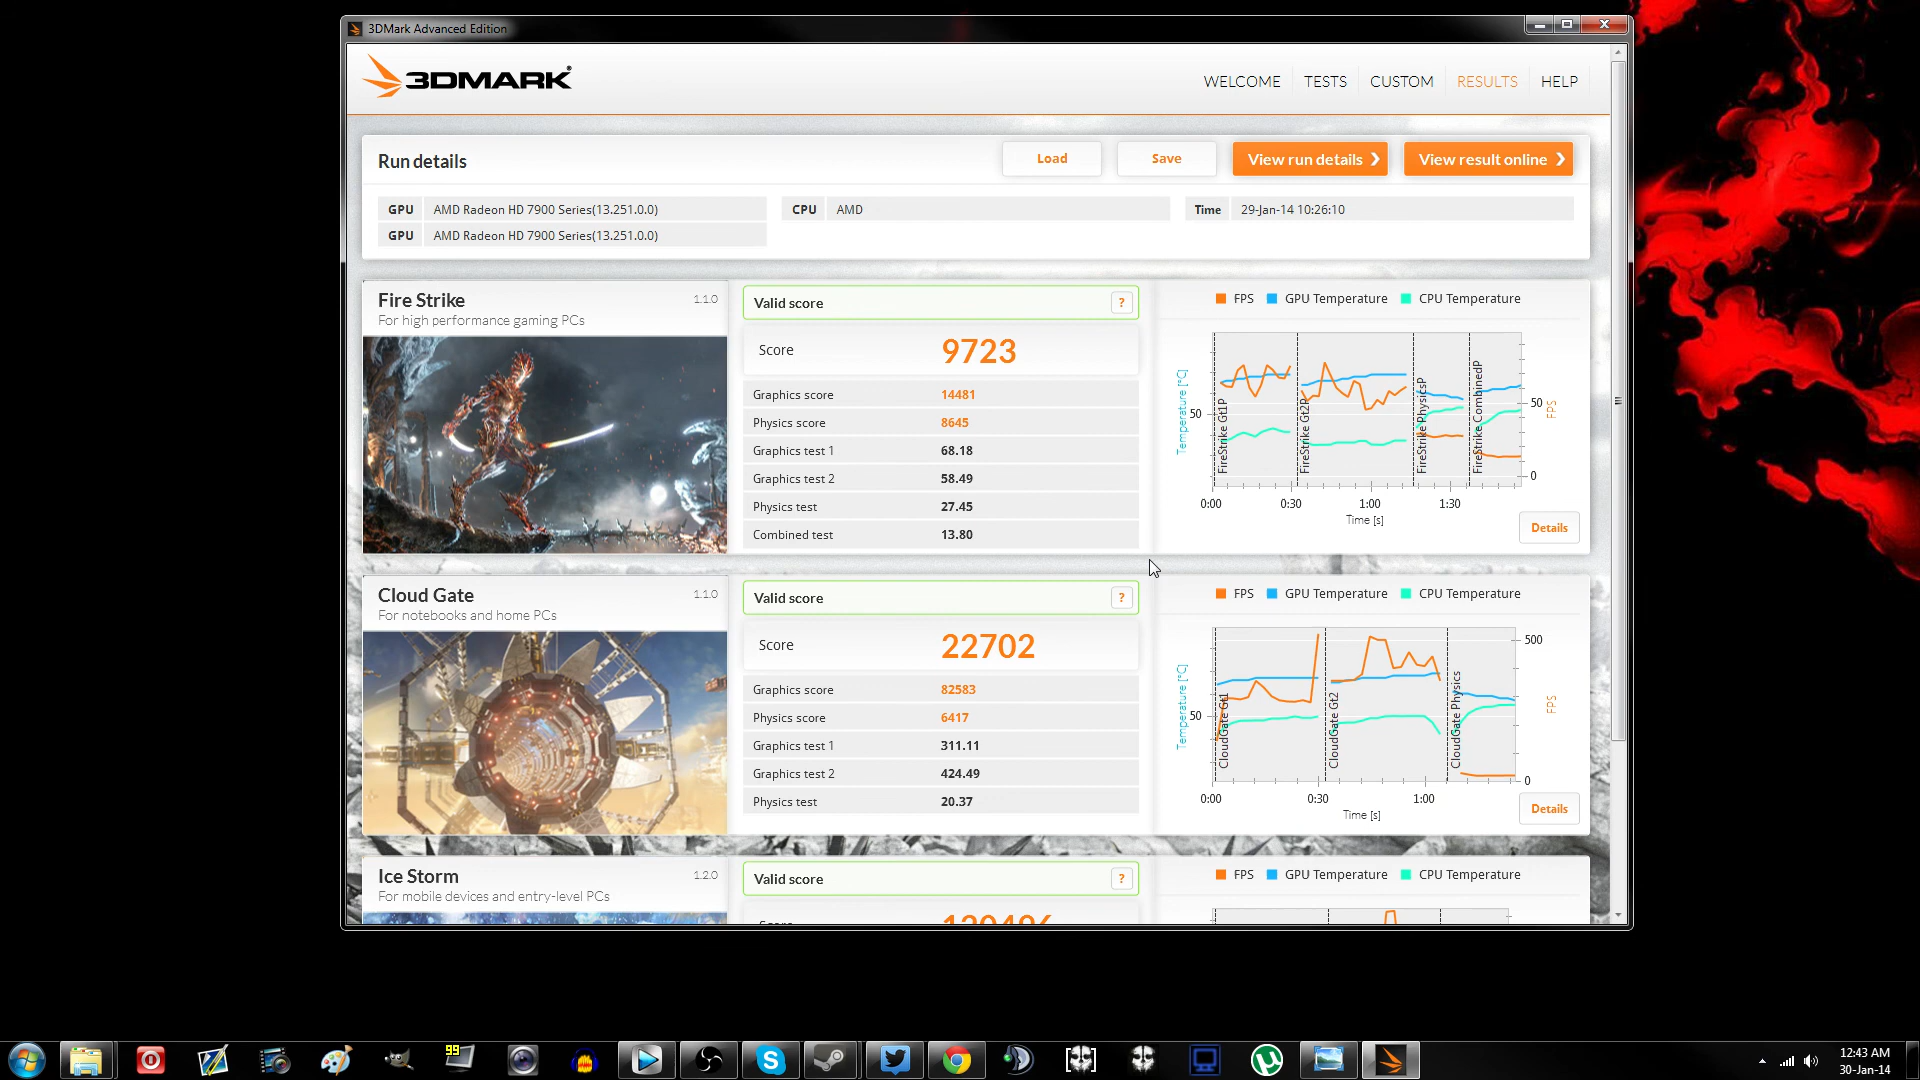 3DMark Advanced Edition
3DMARK
WELCOME TESTS CUSTOM RESULTS HELP
Run details
Load Save View run details View result online
GPU AMD Radeon HD 7900 Series(13.251.0.0) CPU AMD Time 29-Jan-14 10:26:10
GPU AMD Radeon HD 7900 Series(13.251.0.0)
Fire Strike 1.1.0
For high performance gaming PCs
Valid score ?
Score 9723
Graphics score 14481
Physics score 8645
Graphics test 1 68.18
Graphics test 2 58.49
Physics test 27.45
Combined test 13.80
FPS GPU Temperature CPU Temperature
Temperature [°C]
50
FireStrike Gt1P
FireStrike Gt2P
FireStrike PhysicsP
FireStrike CombinedP
50
0
FPS
0:00 0:30 1:00 1:30
Time [s]
Details
Cloud Gate 1.1.0
For notebooks and home PCs
Valid score ?
Score 22702
Graphics score 82583
Physics score 6417
Graphics test 1 311.11
Graphics test 2 424.49
Physics test 20.37
FPS GPU Temperature CPU Temperature
Temperature [°C]
50
CloudGate Gt1
CloudGate Gt2
CloudGate Physics
500
0
FPS
0:00 0:30 1:00
Time [s]
Details
Ice Storm 1.2.0
For mobile devices and entry-level PCs
Valid score ?
Score
FPS GPU Temperature CPU Temperature
99
12:43 AM
30-Jan-14